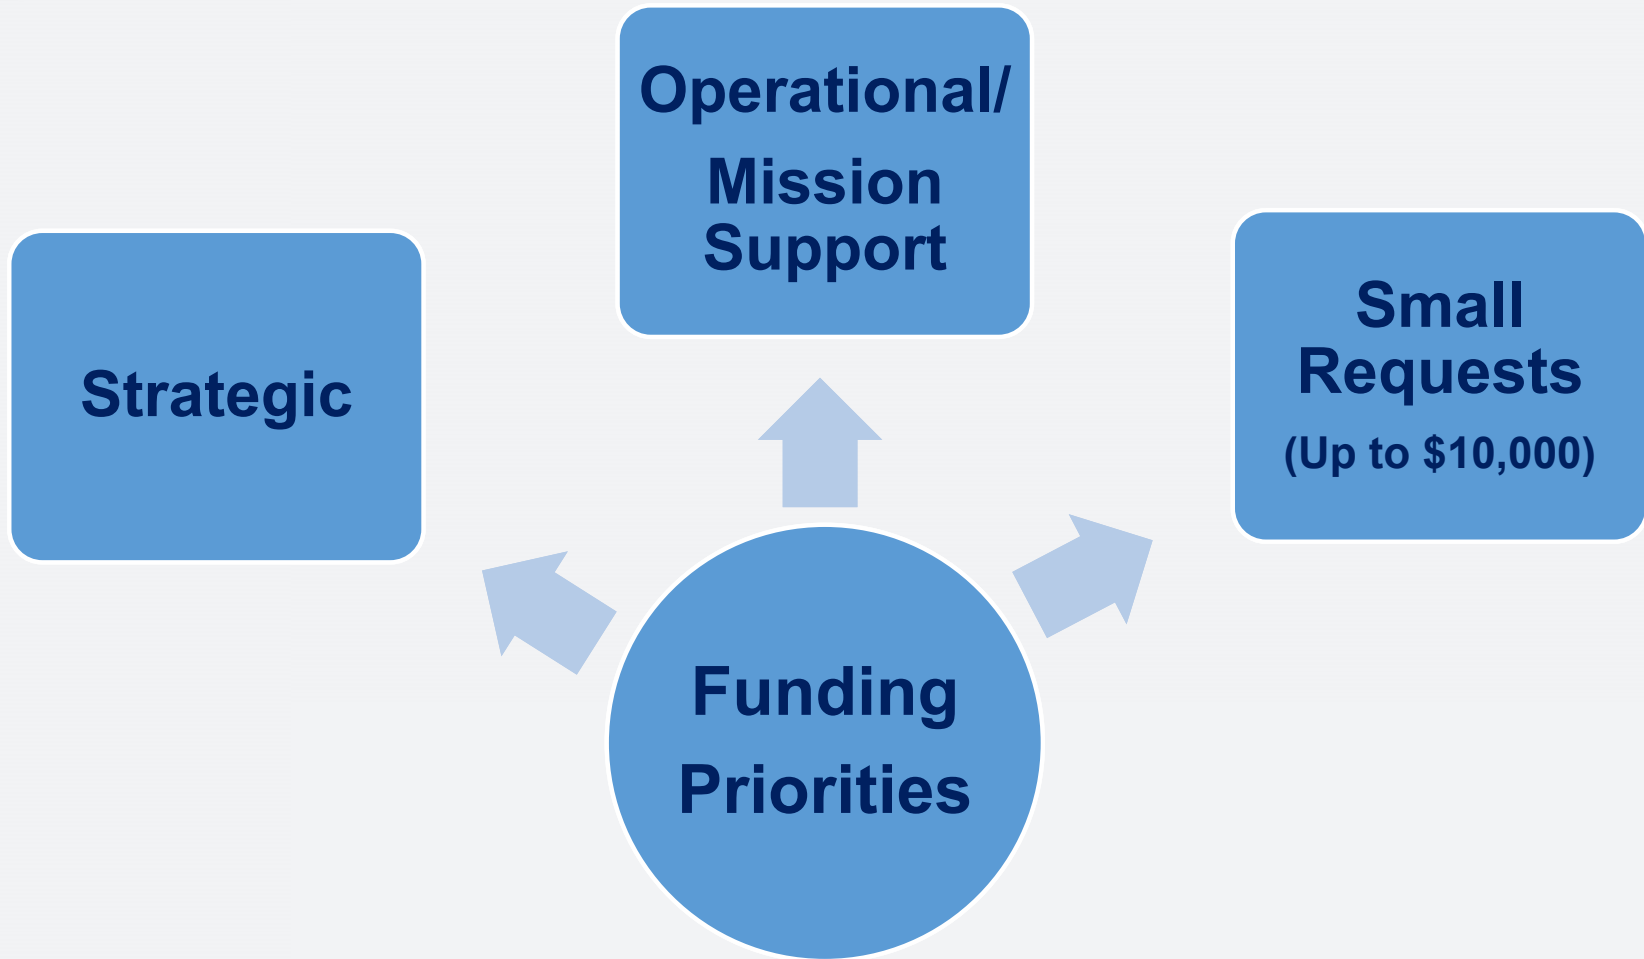 Operational/
Mission
Support
Strategic
Small
Requests
(Up to $10,000)
Funding
Priorities